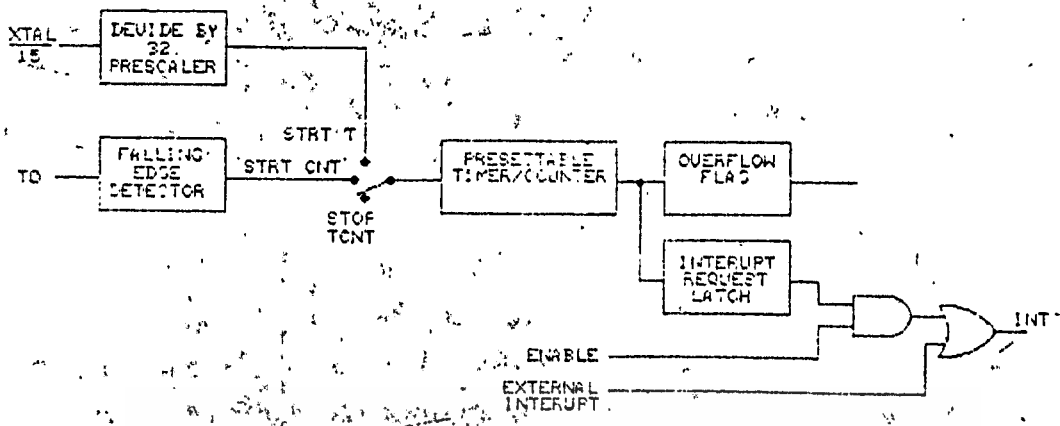 XTAL
15
DEVIDE BY
32
PRESCALER
STRT T
TO
FALLING
EDGE
DETECTOR
STRT CNT
STOP
TCNT
PRESETTABLE
TIMER/COUNTER
OVERFLOW
FLAG
INTERUPT
REQUEST
LATCH
ENABLE
EXTERNAL
INTERUPT
INT